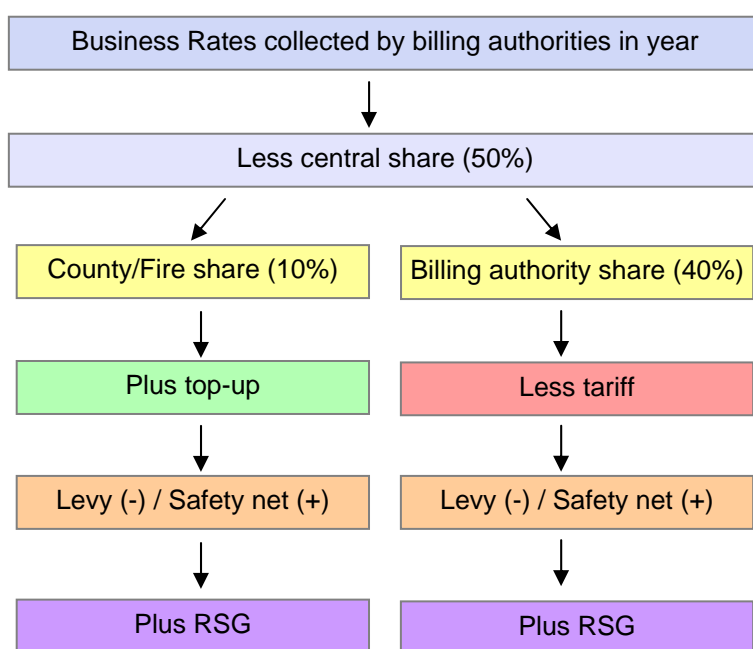 Business Rates collected by billing authorities in year
Less central share (50%)
County/Fire share (10%)
Billing authority share (40%)
Plus top-up
Less tariff
Levy (-) / Safety net (+)
Levy (-) / Safety net (+)
Plus RSG
Plus RSG